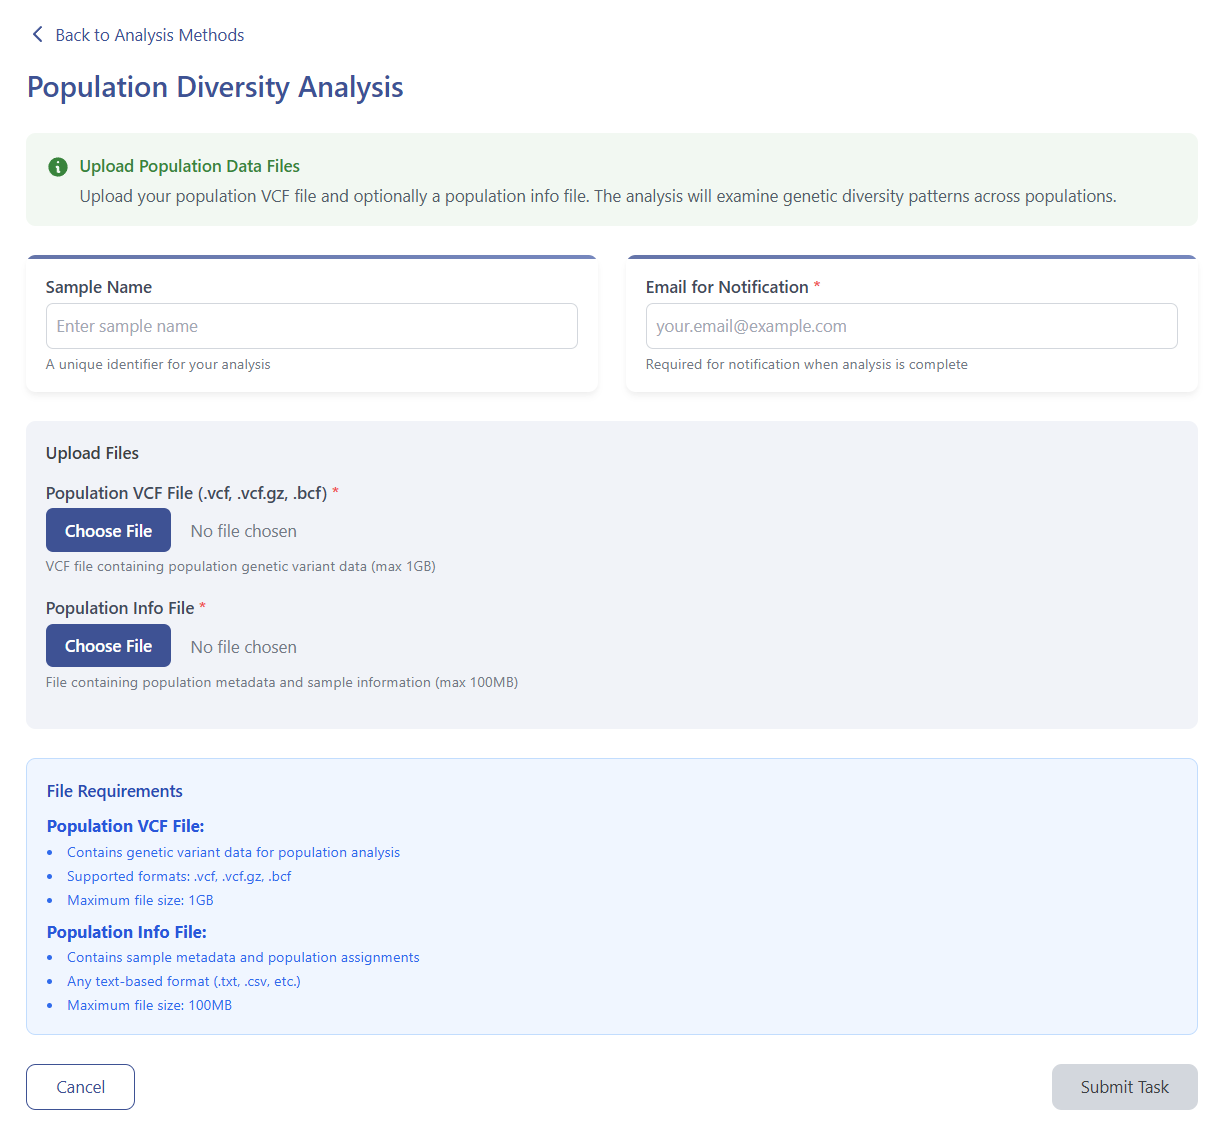 Back to Analysis Methods
Population Diversity Analysis
Upload Population Data Files
Upload your population VCF file and optionally a population info file. The analysis will examine genetic diversity patterns across populations.
Sample Name
Enter sample name
A unique identifier for your analysis
Email for Notification *
your.email@example.com
Required for notification when analysis is complete
Upload Files
Population VCF File (.vcf, .vcf.gz, .bcf) *
Choose File No file chosen
VCF file containing population genetic variant data (max 1GB)
Population Info File *
Choose File No file chosen
File containing population metadata and sample information (max 100MB)
File Requirements
Population VCF File:
• Contains genetic variant data for population analysis
• Supported formats: .vcf, .vcf.gz, .bcf
• Maximum file size: 1GB
Population Info File:
• Contains sample metadata and population assignments
• Any text-based format (.txt, .csv, etc.)
• Maximum file size: 100MB
Cancel
Submit Task